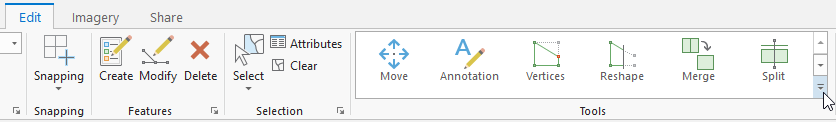 Edit Imagery Share
Attributes
Clear
Snapping Create Modify Delete Select Move Annotation Vertices Reshape Merge Split
Snapping Features Selection Tools